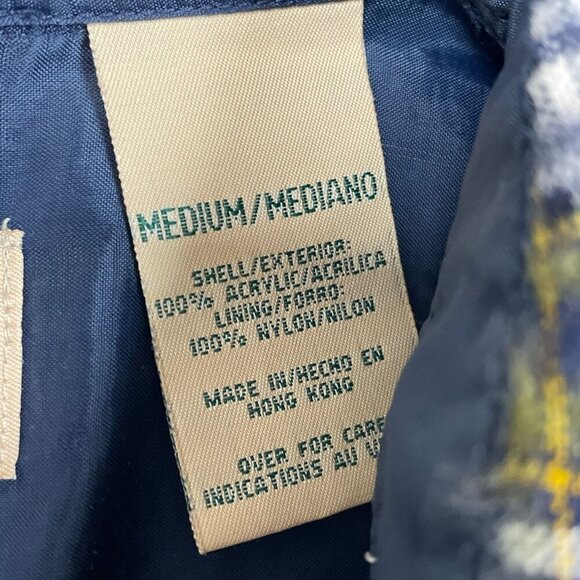 MEDIUM/MEDIANO
SHELL/EXTERIOR:
100% ACRYLIC/ACRILICA
LINING/FORRO:
100% NYLON/NILON
MADE IN/HECHO EN
HONG KONG
OVER FOR CARE
INDICATIONS AU V